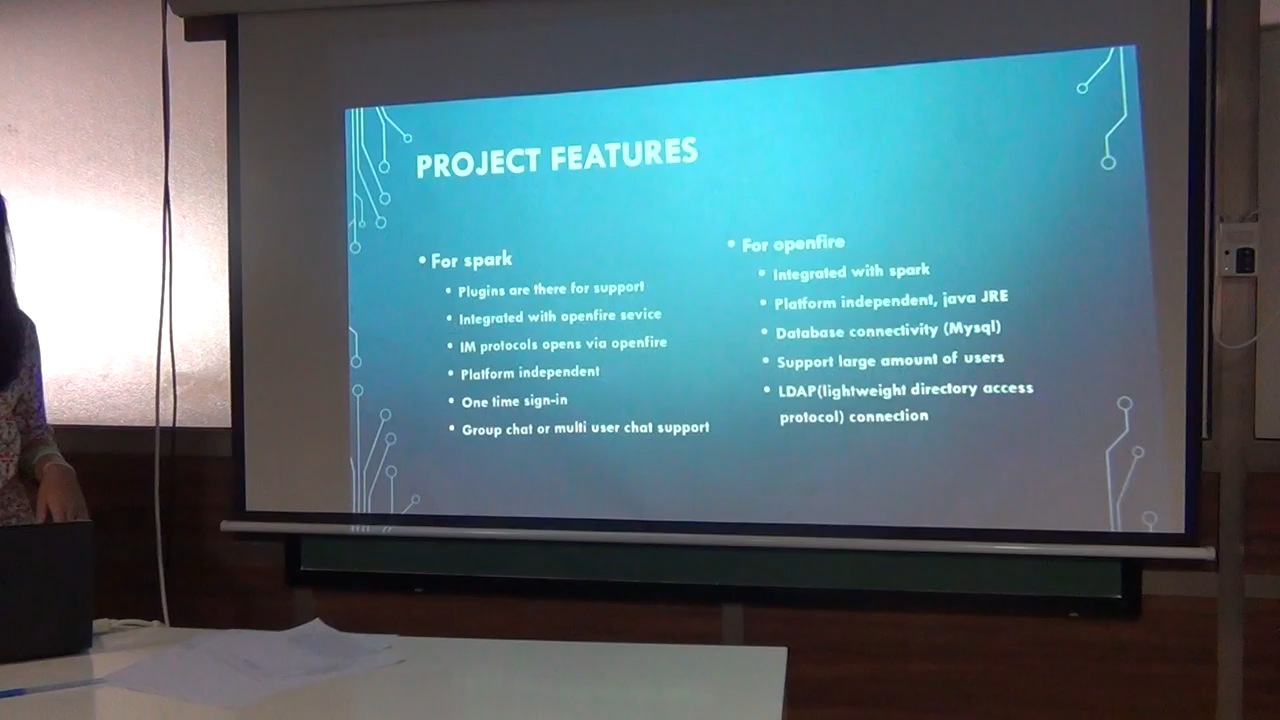 PROJECT FEATURES
• For spark
• Plugins are there for support
• Integrated with openfire sevice
• IM protocols opens via openfire
• Platform independent
• One time sign-in
• Group chat or multi user chat support
• For openfire
• Integrated with spark
• Platform independent, java JRE
• Database connectivity (Mysql)
• Support large amount of users
• LDAP(lightweight directory access
protocol) connection